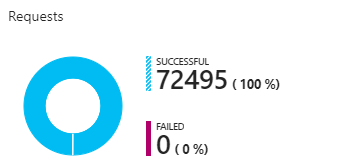 Requests
SUCCESSFUL
72495 ( 100 %)
FAILED
0 ( 0 %)